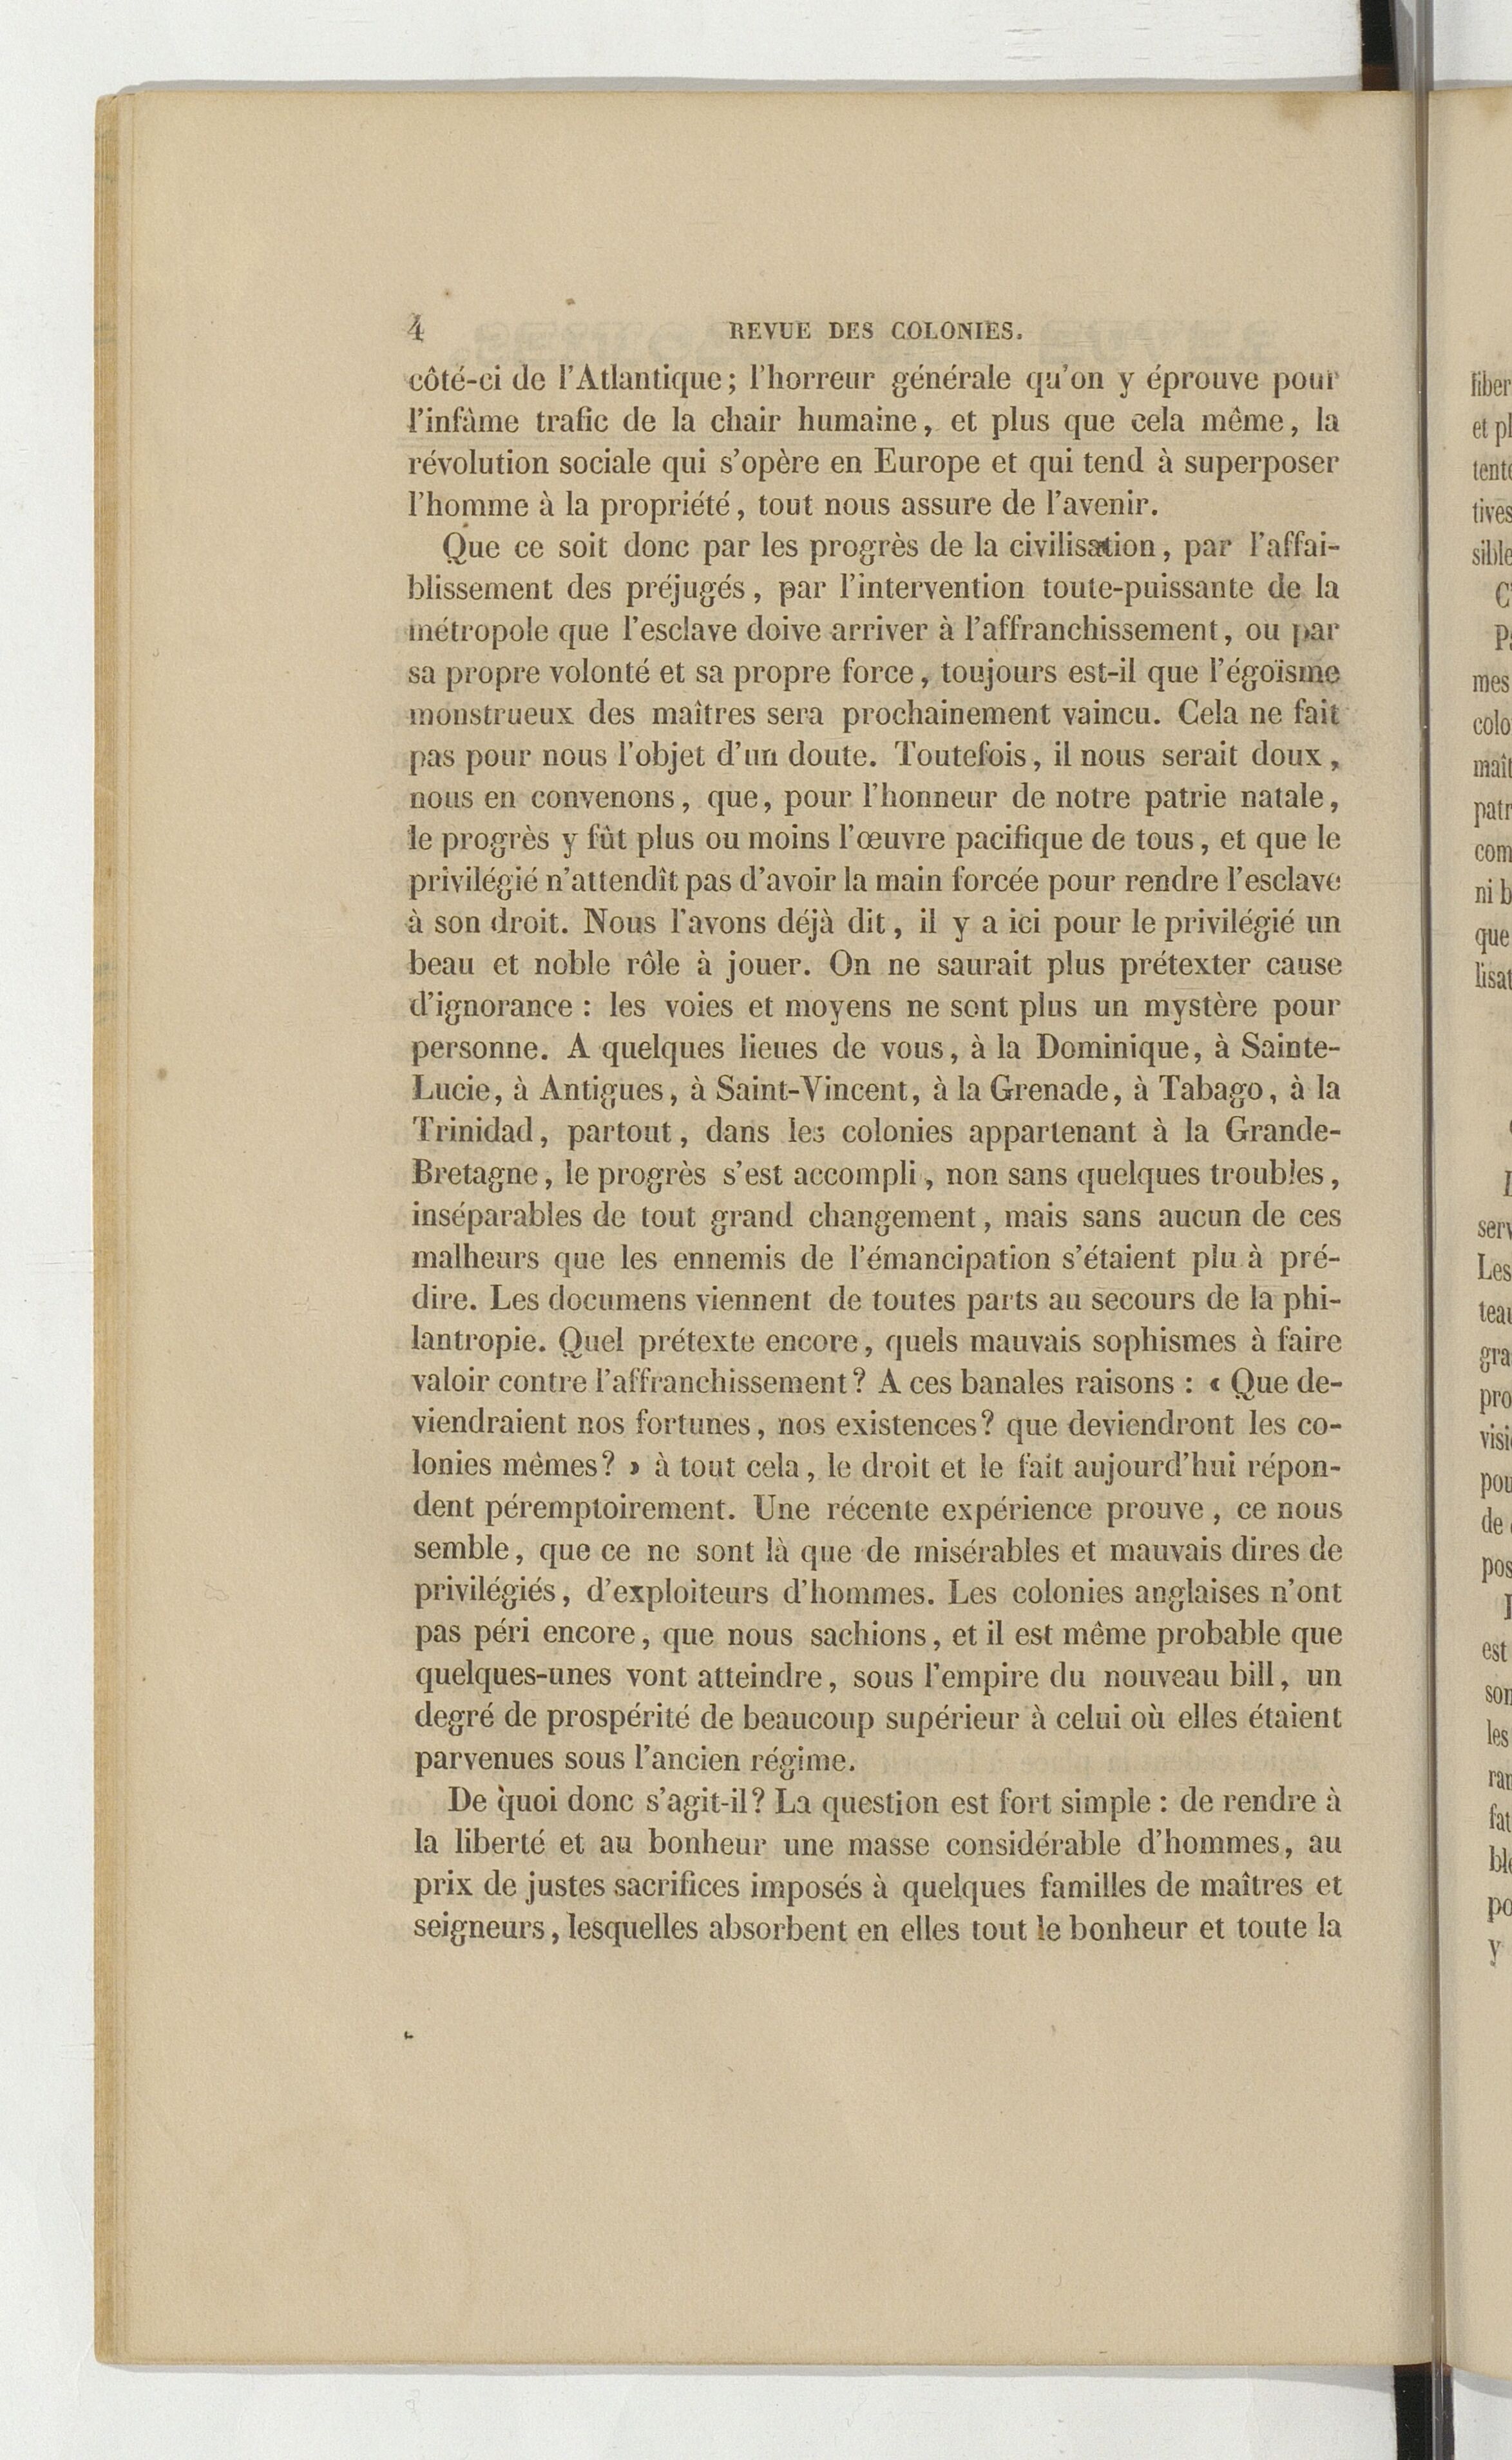 4 REVUE DES COLONIES.
côté-ci de l'Atlantique; l'horreur générale qu'on y éprouve pour
l'infâme trafic de la chair humaine, et plus que cela même, la
révolution sociale qui s'opère en Europe et qui tend à superposer
l'homme à la propriété, tout nous assure de l'avenir.
Que ce soit donc par les progrès de la civilisation, par l'affai-
blissement des préjugés, par l'intervention toute-puissante de la
métropole que l'esclave doive arriver à l'affranchissement, ou par
sa propre volonté et sa propre force, toujours est-il que l'égoïsme
monstrueux des maîtres sera prochainement vaincu. Cela ne fait
pas pour nous l'objet d'un doute. Toutefois, il nous serait doux,
nous en convenons, que, pour l'honneur de notre patrie natale,
le progrès y fût plus ou moins l'œuvre pacifique de tous, et que le
privilégié n'attendît pas d'avoir la main forcée pour rendre l'esclave
à son droit. Nous l'avons déjà dit, il y a ici pour le privilégié un
beau et noble rôle à jouer. On ne saurait plus prétexter cause
d'ignorance : les voies et moyens ne sont plus un mystère pour
personne. A quelques lieues de vous, à la Dominique, à Sainte-
Lucie, à Antigues, à Saint-Vincent, à la Grenade, à Tabago, à la
Trinidad, partout, dans les colonies appartenant à la Grande-
Bretagne, le progrès s'est accompli, non sans quelques troubles,
inséparables de tout grand changement, mais sans aucun de ces
malheurs que les ennemis de l'émancipation s'étaient plu à pré-
dire. Les documens viennent de toutes parts au secours de la phi-
lantropie. Quel prétexte encore, quels mauvais sophismes à faire
valoir contre l'affranchissement? A ces banales raisons : « Que de-
viendraient nos fortunes, nos existences? que deviendront les co-
lonies mêmes? » à tout cela, le droit et le fait aujourd'hui répon-
dent péremptoirement. Une récente expérience prouve, ce nous
semble, que ce ne sont là que de misérables et mauvais dires de
privilégiés, d'exploiteurs d'hommes. Les colonies anglaises n'ont
pas péri encore, que nous sachions, et il est même probable que
quelques-unes vont atteindre, sous l'empire du nouveau bill, un
degré de prospérité de beaucoup supérieur à celui où elles étaient
parvenues sous l'ancien régime.
De quoi donc s'agit-il? La question est fort simple : de rendre à
la liberté et au bonheur une masse considérable d'hommes, au
prix de justes sacrifices imposés à quelques familles de maîtres et
seigneurs, lesquelles absorbent en elles tout le bonheur et toute la